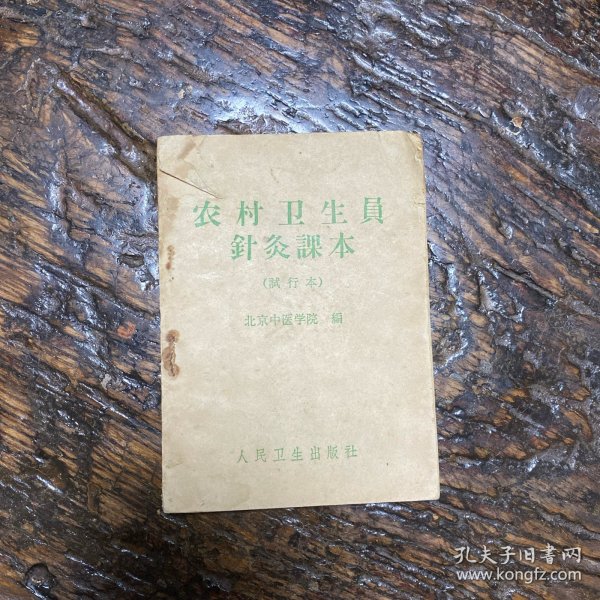 农村卫生員
針灸課本
(試行本)
北京中医学院 編
人民卫生出版社
孔夫子旧书网
www.kongfz.com